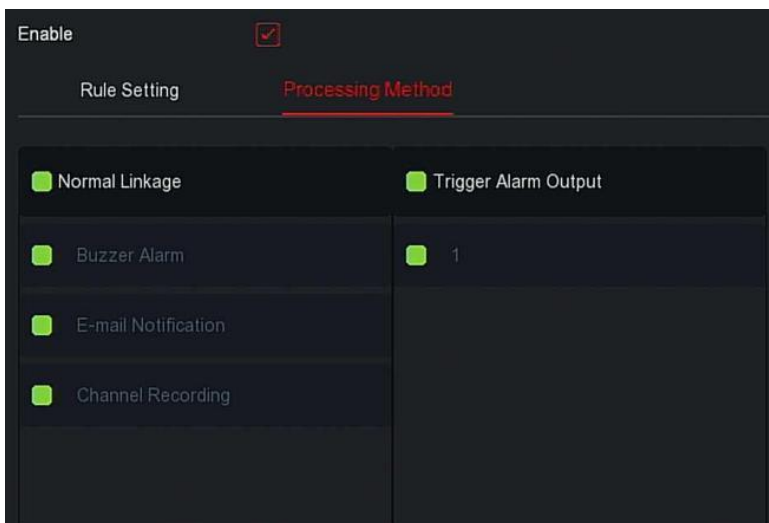 Enable
Rule Setting Processing Method
Normal Linkage Trigger Alarm Output
Buzzer Alarm 1
E-mail Notification
Channel Recording